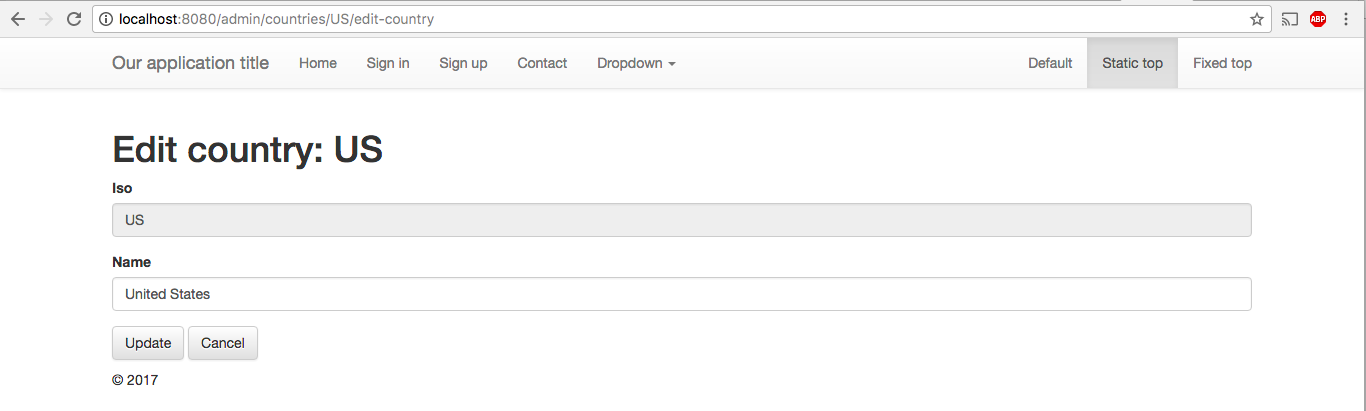 localhost:8080/admin/countries/US/edit-country ABP
Our application title Home Sign in Sign up Contact Dropdown Default Static top Fixed top
Edit country: US
Iso
US
Name
United States
Update Cancel
© 2017